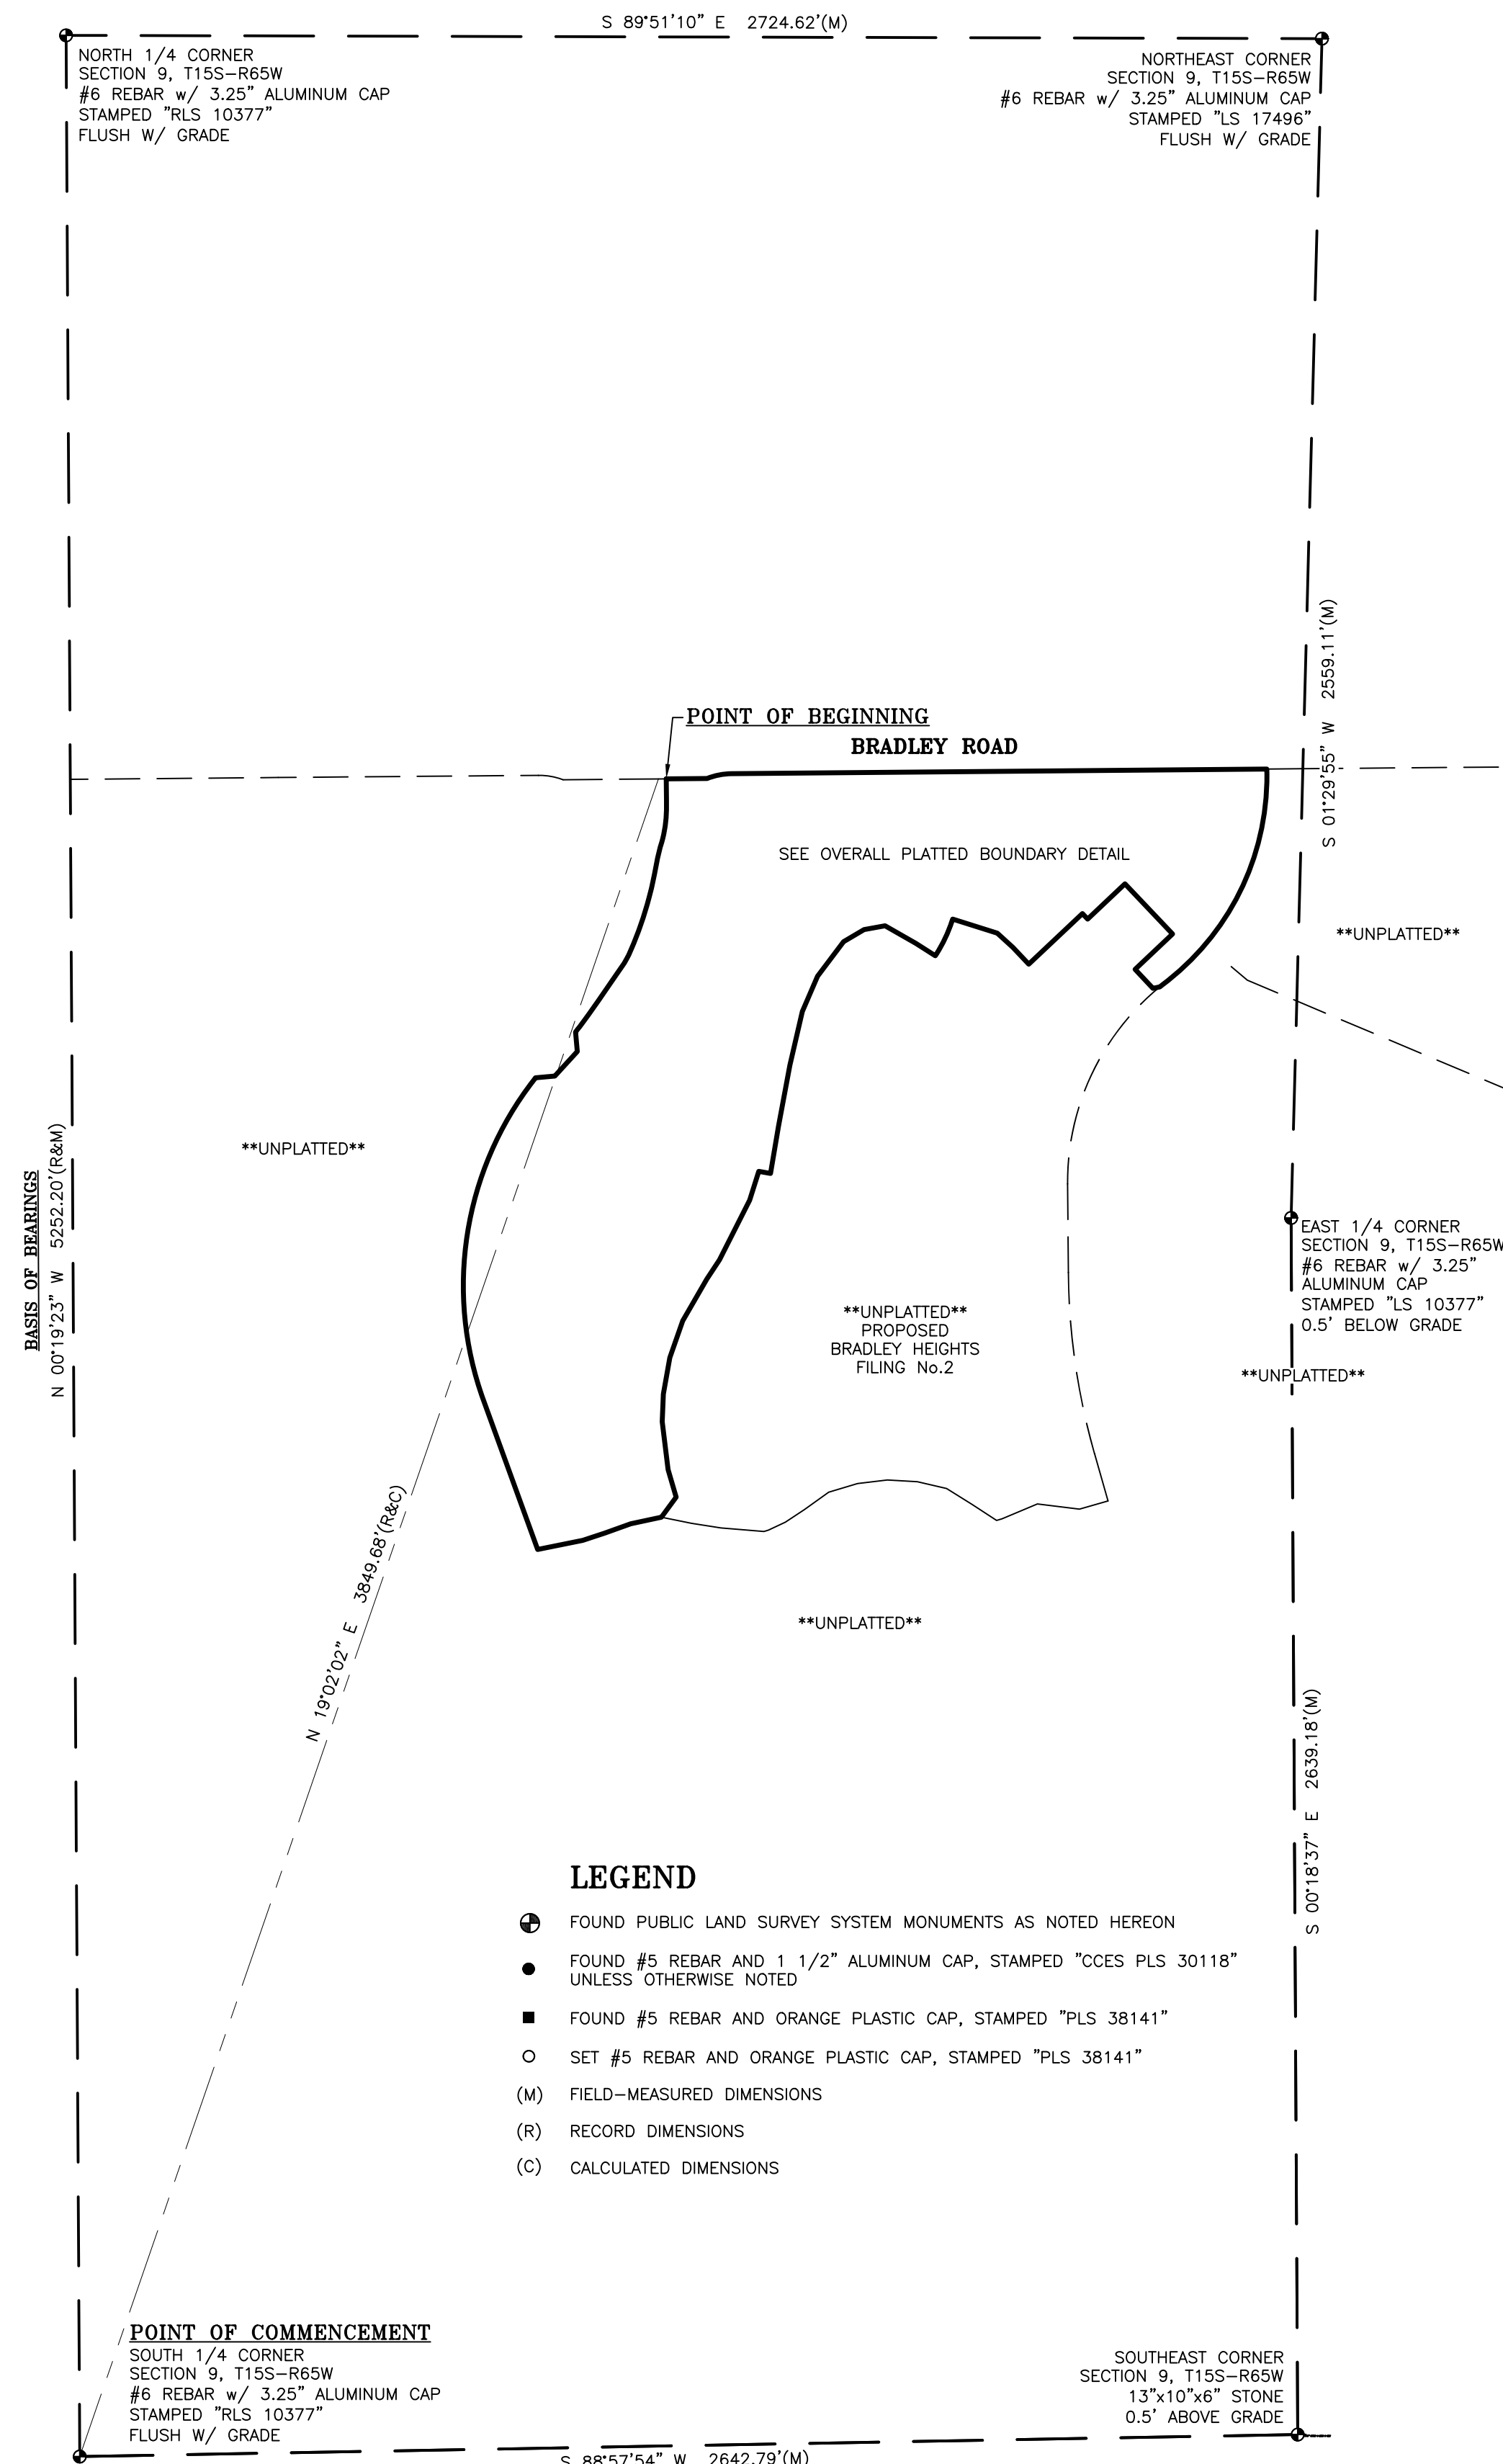 S 89°51'10" E 2724.62'(M)
NORTH 1/4 CORNER
SECTION 9, T15S-R65W
#6 REBAR w/ 3.25" ALUMINUM CAP
STAMPED "RLS 10377"
FLUSH W/ GRADE
NORTHEAST CORNER
SECTION 9, T15S-R65W
#6 REBAR w/ 3.25" ALUMINUM CAP
STAMPED "LS 17496"
FLUSH W/ GRADE
S 01°29'55" W 2559.11'(M)
POINT OF BEGINNING
BRADLEY ROAD
SEE OVERALL PLATTED BOUNDARY DETAIL
**UNPLATTED**
**UNPLATTED**
BASIS OF BEARINGS
N 00°19'23" W 5252.20'(R&M)
EAST 1/4 CORNER
SECTION 9, T15S-R65W
#6 REBAR w/ 3.25"
ALUMINUM CAP
STAMPED "LS 10377"
0.5' BELOW GRADE
**UNPLATTED**
PROPOSED
BRADLEY HEIGHTS
FILING No.2
**UNPLATTED**
N 19°02'02" E 3849.68'(R&C)
**UNPLATTED**
S 00°18'37" E 2639.18'(M)
LEGEND
FOUND PUBLIC LAND SURVEY SYSTEM MONUMENTS AS NOTED HEREON
FOUND #5 REBAR AND 1 1/2" ALUMINUM CAP, STAMPED "CCES PLS 30118"
UNLESS OTHERWISE NOTED
FOUND #5 REBAR AND ORANGE PLASTIC CAP, STAMPED "PLS 38141"
SET #5 REBAR AND ORANGE PLASTIC CAP, STAMPED "PLS 38141"
(M) FIELD-MEASURED DIMENSIONS
(R) RECORD DIMENSIONS
(C) CALCULATED DIMENSIONS
POINT OF COMMENCEMENT
SOUTH 1/4 CORNER
SECTION 9, T15S-R65W
#6 REBAR w/ 3.25" ALUMINUM CAP
STAMPED "RLS 10377"
FLUSH W/ GRADE
SOUTHEAST CORNER
SECTION 9, T15S-R65W
13"x10"x6" STONE
0.5' ABOVE GRADE
S 88°57'54" W 2642.79'(M)